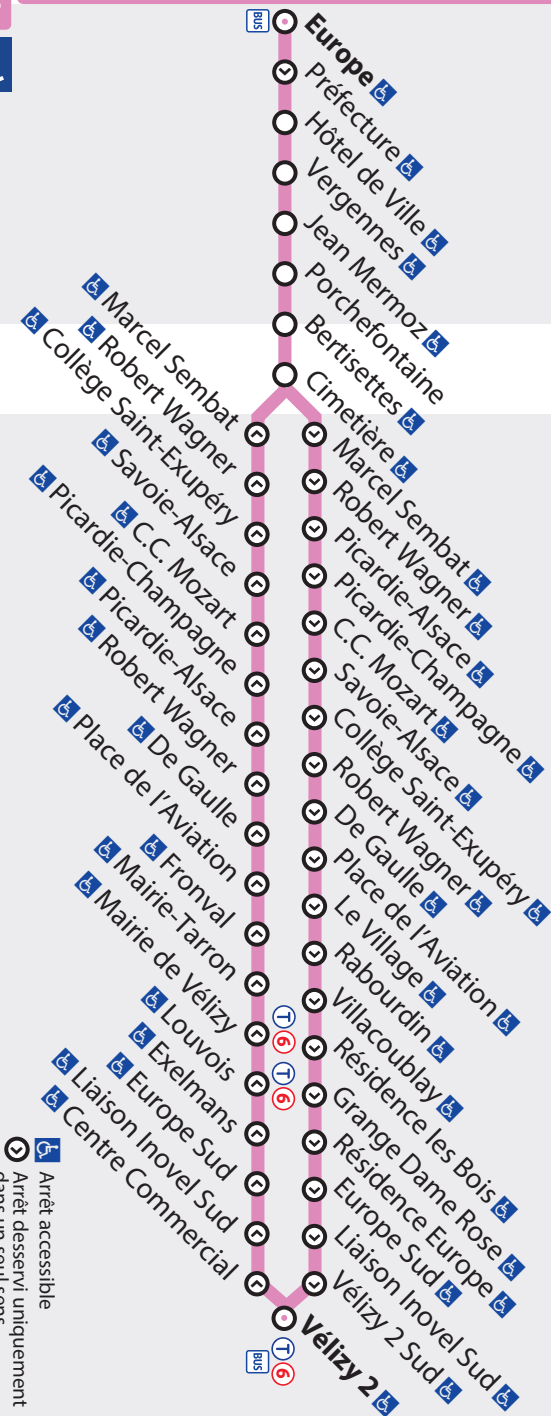 BUS
Europe
Préfecture
Hôtel de Ville
Vergennes
Jean Mermoz
Porchefontaine
Bertisettes
Cimetière
Marcel Sembat
Robert Wagner
Collège Saint-Exupéry
Savoie-Alsace
C.C. Mozart
Picardie-Champagne
Picardie-Alsace
Robert Wagner
De Gaulle
Place de l’Aviation
Fronval
Mairie-Tarron
Mairie de Vélizy
Louvois
Exelmans
Europe Sud
Liaison Inovel Sud
Centre Commercial
Marcel Sembat
Robert Wagner
Picardie-Alsace
Picardie-Champagne
C.C. Mozart
Savoie-Alsace
Collège Saint-Exupéry
Robert Wagner
De Gaulle
Place de l’Aviation
Le Village
Rabourdin
Villacoublay
Résidence les Bois
Grange Dame Rose
Résidence Europe
Europe Sud
Liaison Inovel Sud
Vélizy 2 Sud
T 6 T 6
Vélizy 2
T 6
BUS
Arrêt accessible
Arrêt desservi uniquement
dans un seul sens